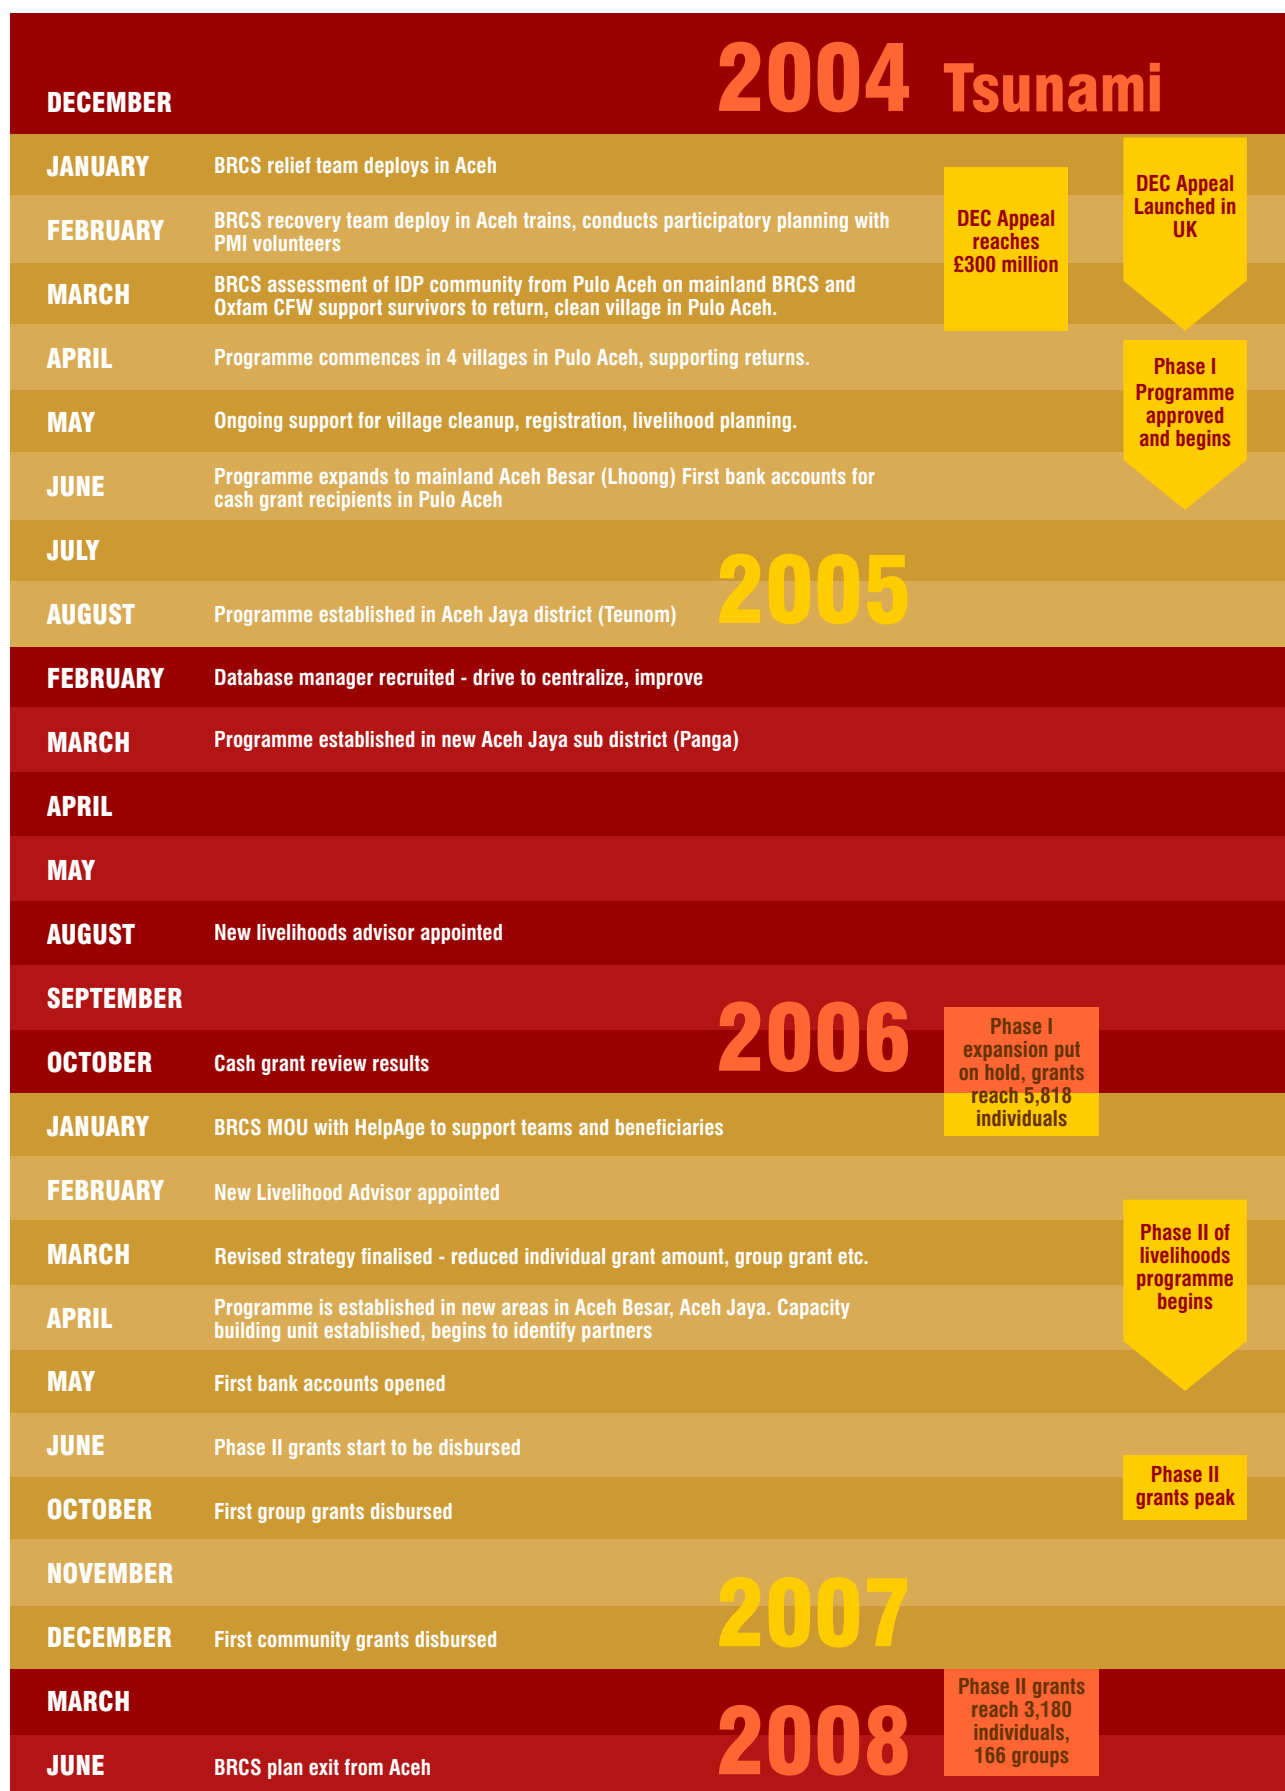 2004 Tsunami
DECEMBER
JANUARY
BRCS relief team deploys in Aceh
DEC Appeal
Launched in
UK
FEBRUARY
BRCS recovery team deploy in Aceh trains, conducts participatory planning with
PMI volunteers
DEC Appeal
reaches
£300 million
MARCH
BRCS assessment of IDP community from Pulo Aceh on mainland BRCS and
Oxfam CFW support survivors to return, clean village in Pulo Aceh.
APRIL
Programme commences in 4 villages in Pulo Aceh, supporting returns.
Phase I
Programme
approved
and begins
MAY
Ongoing support for village cleanup, registration, livelihood planning.
JUNE
Programme expands to mainland Aceh Besar (Lhoong) First bank accounts for
cash grant recipients in Pulo Aceh
JULY
2005
AUGUST
Programme established in Aceh Jaya district (Teunom)
FEBRUARY
Database manager recruited - drive to centralize, improve
MARCH
Programme established in new Aceh Jaya sub district (Panga)
APRIL
MAY
AUGUST
New livelihoods advisor appointed
SEPTEMBER
2006
OCTOBER
Cash grant review results
Phase I
expansion put
on hold, grants
reach 5,818
individuals
JANUARY
BRCS MOU with HelpAge to support teams and beneficiaries
FEBRUARY
New Livelihood Advisor appointed
MARCH
Revised strategy finalised - reduced individual grant amount, group grant etc.
Phase II of
livelihoods
programme
begins
APRIL
Programme is established in new areas in Aceh Besar, Aceh Jaya. Capacity
building unit established, begins to identify partners
MAY
First bank accounts opened
JUNE
Phase II grants start to be disbursed
Phase II
grants peak
OCTOBER
First group grants disbursed
NOVEMBER
2007
DECEMBER
First community grants disbursed
MARCH
2008
Phase II grants
reach 3,180
individuals,
166 groups
JUNE
BRCS plan exit from Aceh